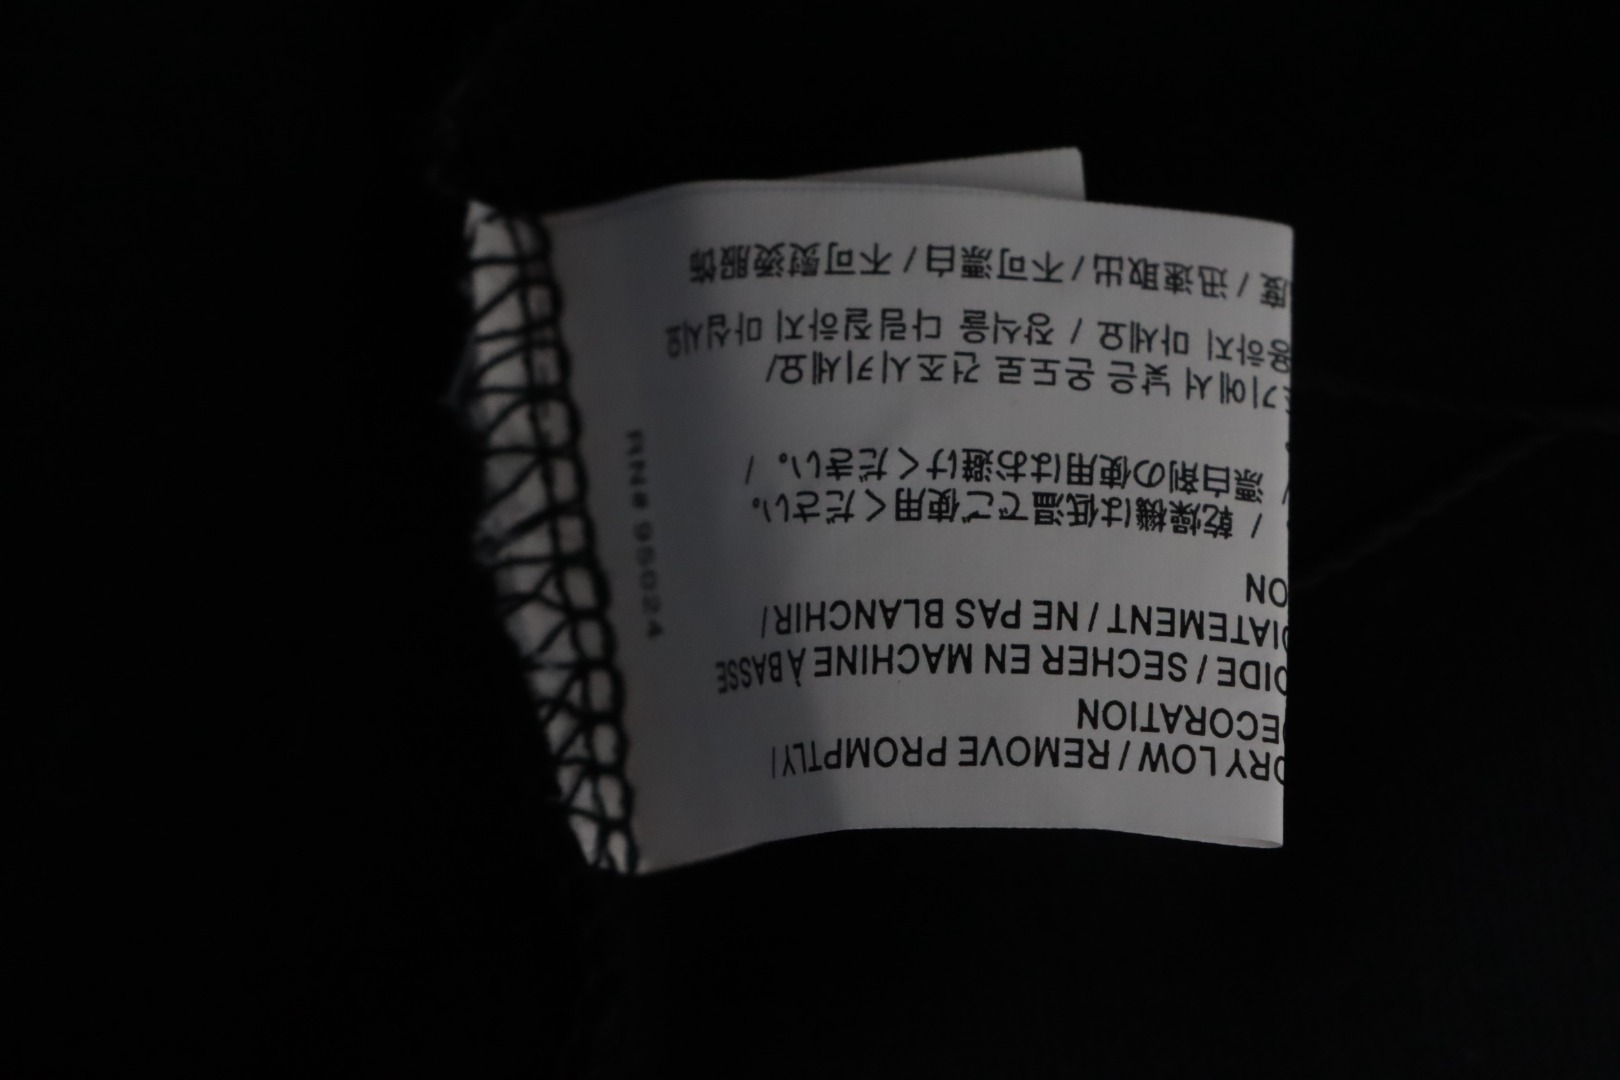 DRY LOW / REMOVE PROMPTLY/
DECORATION
OIDE / SECHER EN MACHINE À BASSE
DIATEMENT / NE PAS BLANCHIR/
ON
/ 乾燥機は低温でご使用ください。
/ 漂白剤の使用はお避けください。 /
기에서 낮은 온도로 건조시키세요/
용하지 마세요 / 장식을 다림질하지 마십시오
度 / 迅速取出 / 不可漂白 / 不可熨燙服飾
RN# 95024